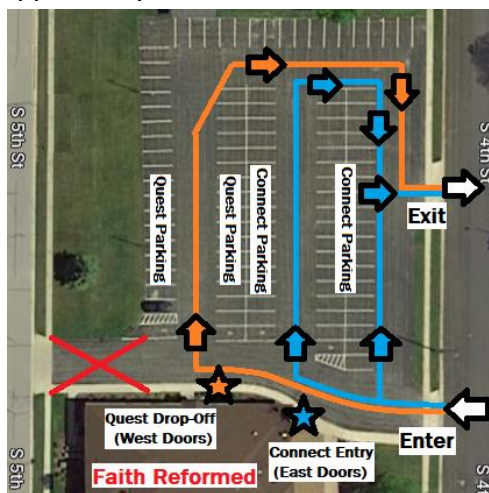 S 5th St
S 4th St
Quest Parking
Quest Parking
Connect Parking
Connect Parking
Exit
Quest Drop-Off
(West Doors)
Enter
Connect Entry
(East Doors)
Faith Reformed
S 5th
S 4